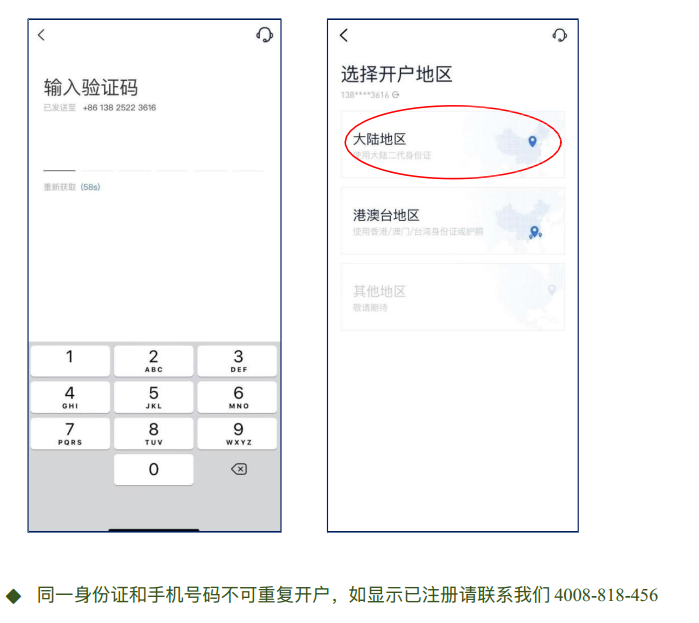 输入验证码
已发送至 +86 138 2522 3616
重新获取 (58s)
1
2
ABC
3
DEF
4
GHI
5
JKL
6
MNO
7
PQRS
8
TUV
9
WXYZ
0
选择开户地区
138****3616
大陆地区
使用大陆二代身份证
港澳台地区
使用香港/澳门/台湾身份证或护照
其他地区
敬请期待
◆ 同一身份证和手机号码不可重复开户，如显示已注册请联系我们 4008-818-456